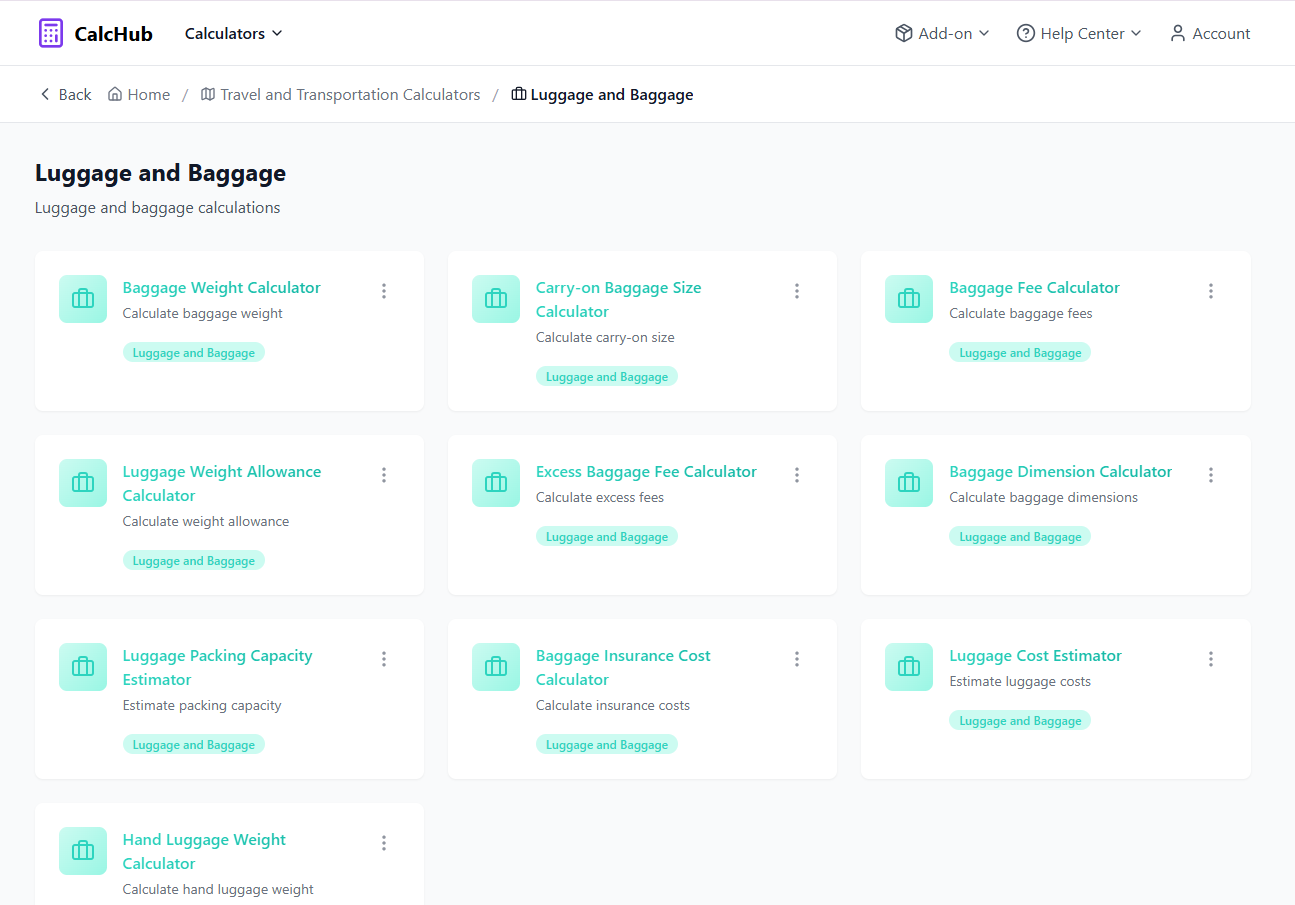 CalcHub
Calculators
Add-on
Help Center
Account
Back
Home / Travel and Transportation Calculators / Luggage and Baggage
Luggage and Baggage
Luggage and baggage calculations
Baggage Weight Calculator
Calculate baggage weight
Luggage and Baggage
Carry-on Baggage Size
Calculator
Calculate carry-on size
Luggage and Baggage
Baggage Fee Calculator
Calculate baggage fees
Luggage and Baggage
Luggage Weight Allowance
Calculator
Calculate weight allowance
Luggage and Baggage
Excess Baggage Fee Calculator
Calculate excess fees
Luggage and Baggage
Baggage Dimension Calculator
Calculate baggage dimensions
Luggage and Baggage
Luggage Packing Capacity
Estimator
Estimate packing capacity
Luggage and Baggage
Baggage Insurance Cost
Calculator
Calculate insurance costs
Luggage and Baggage
Luggage Cost Estimator
Estimate luggage costs
Luggage and Baggage
Hand Luggage Weight
Calculator
Calculate hand luggage weight